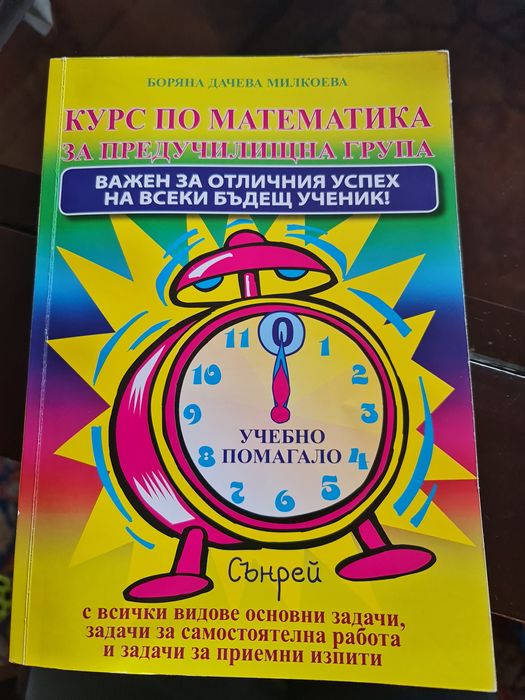 БОРЯНА ДАЧЕВА МИЛКОЕВА
КУРС ПО МАТЕМАТИКА
ЗА ПРЕДУЧИЛИЩНА ГРУПА
ВАЖЕН ЗА ОТЛИЧНИЯ УСПЕХ
НА ВСЕКИ БЪДЕЩ УЧЕНИК!
0
11 1
10 2
9 3
УЧЕБНО
8 ПОМАГАЛО 4
7 6 5
Сънрей
с всички видове основни задачи,
задачи за самостоятелна работа
и задачи за приемни изпити